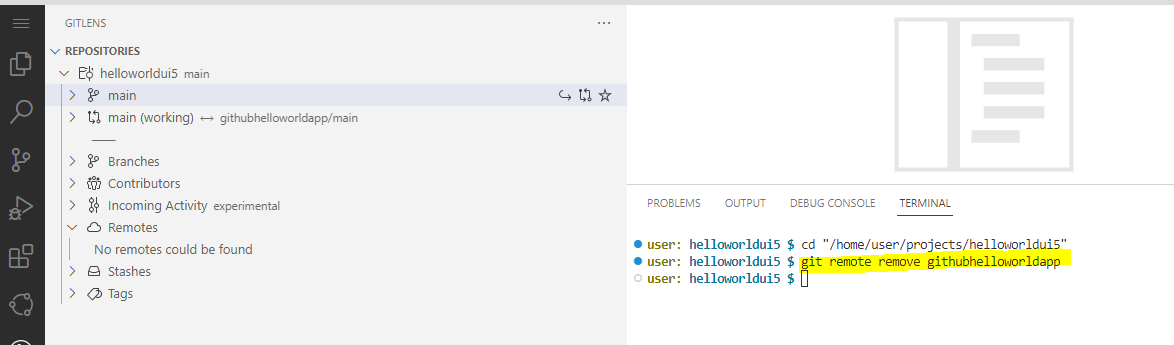 GITLENS
REPOSITORIES
helloworldui5 main
main
main (working) ↔ githubhelloworldapp/main
Branches
Contributors
Incoming Activity experimental
Remotes
No remotes could be found
Stashes
Tags
PROBLEMS OUTPUT DEBUG CONSOLE TERMINAL
user: helloworldui5 $ cd "/home/user/projects/helloworldui5"
user: helloworldui5 $ git remote remove githubhelloworldapp
user: helloworldui5 $